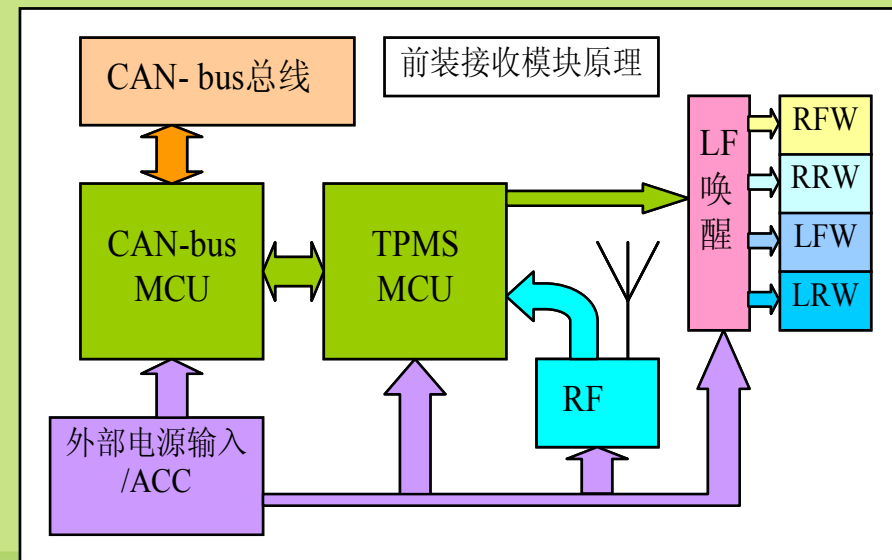 CAN- bus总线
前装接收模块原理
LF
唤
醒
RFW
RRW
LFW
LRW
CAN-bus
MCU
TPMS
MCU
RF
外部电源输入
/ACC